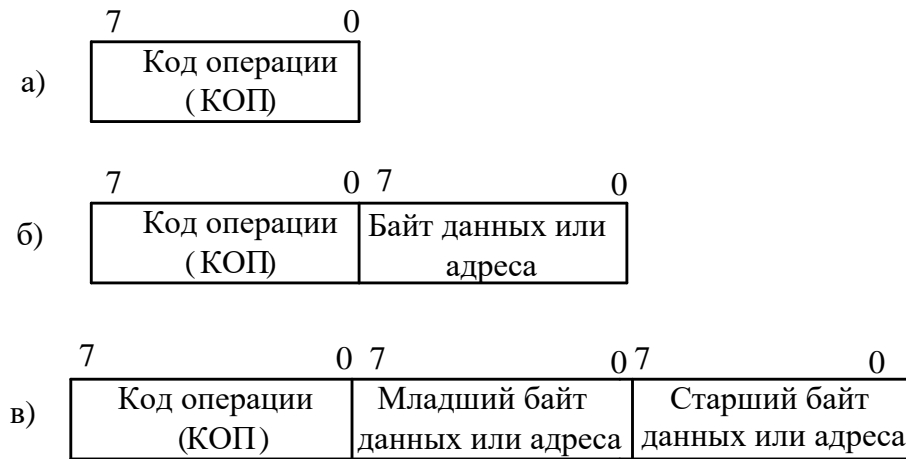 7 0
а) Код операции
(КОП)
7 0 7 0
б) Код операции Байт данных или
(КОП) адреса
7 0 7 0 7 0
в) Код операции Младший байт Старший байт
(КОП) данных или адреса данных или адреса